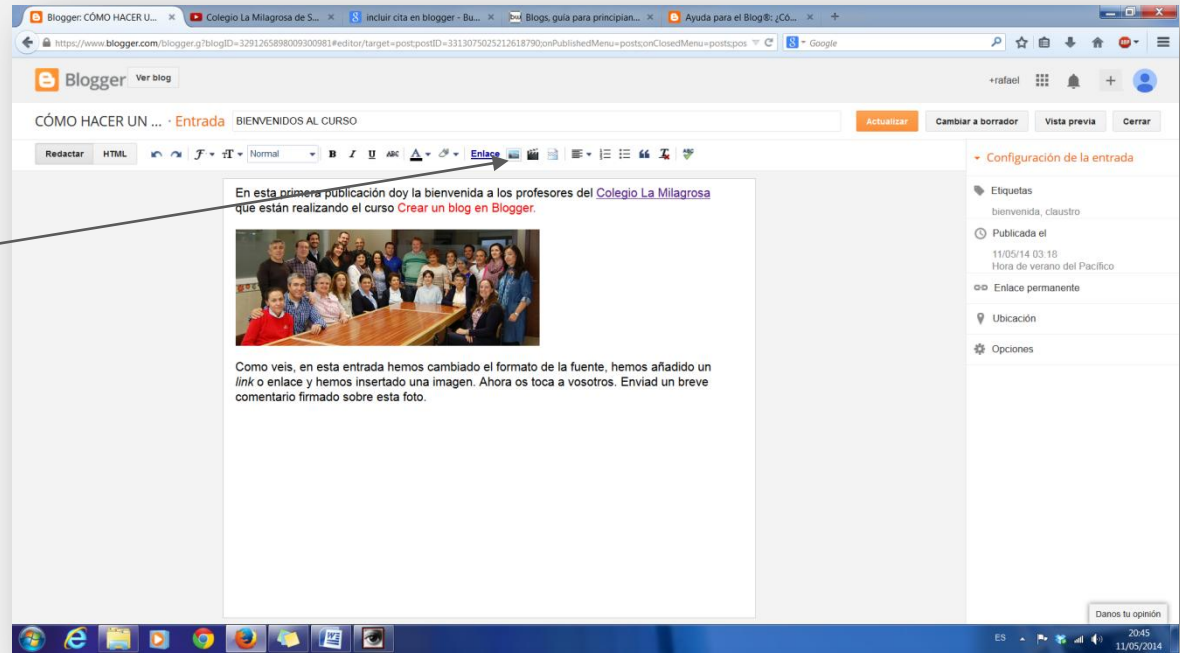 Blogger: CÓMO HACER U...
Colegio La Milagrosa de S...
incluir cita en blogger - Bu...
Blogs, guía para principian...
Ayuda para el Blog®: ¿Có...
https://www.blogger.com/blogger.g?blogID=3291265898009300981#editor/target=post;postID=3313075025212618790;onPublishedMenu=posts;onClosedMenu=posts;pos
Google
Blogger
Ver blog
+rafael
CÓMO HACER UN ... · Entrada
BIENVENIDOS AL CURSO
Actualizar
Cambiar a borrador
Vista previa
Cerrar
Redactar HTML Normal B I U ABC A Enlace
Configuración de la entrada
En esta primera publicación doy la bienvenida a los profesores del Colegio La Milagrosa
que están realizando el curso Crear un blog en Blogger.
Como veis, en esta entrada hemos cambiado el formato de la fuente, hemos añadido un
link o enlace y hemos insertado una imagen. Ahora os toca a vosotros. Enviad un breve
comentario firmado sobre esta foto.
Etiquetas
bienvenida, claustro
Publicada el
11/05/14 03:18
Hora de verano del Pacífico
Enlace permanente
Ubicación
Opciones
Danos tu opinión
ES
20:45
11/05/2014